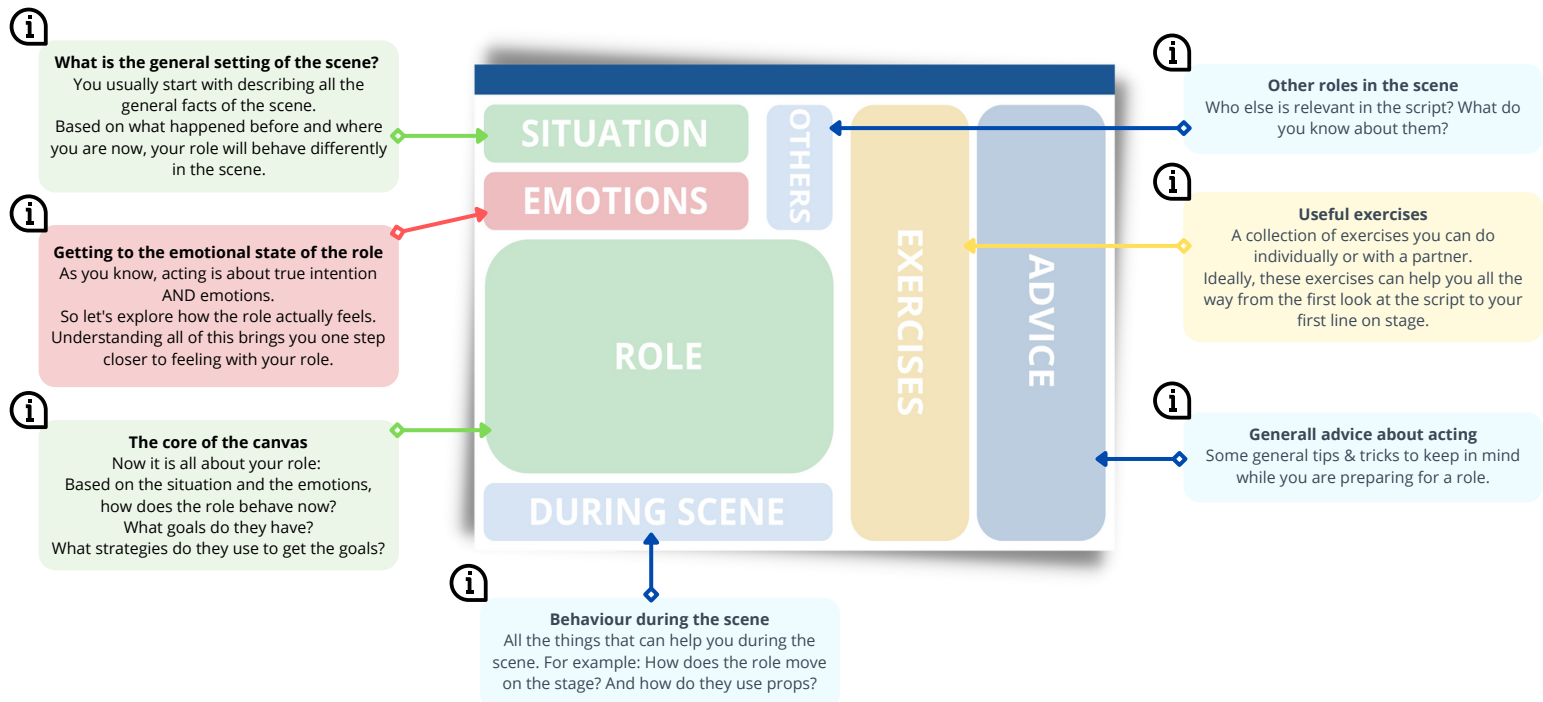 What is the general setting of the scene?
You usually start with describing all the
general facts of the scene.
Based on what happened before and where
you are now, your role will behave differently
in the scene.
Getting to the emotional state of the role
As you know, acting is about true intention
AND emotions.
So let's explore how the role actually feels.
Understanding all of this brings you one step
closer to feeling with your role.
The core of the canvas
Now it is all about your role:
Based on the situation and the emotions,
how does the role behave now?
What goals do they have?
What strategies do they use to get the goals?
SITUATION
EMOTIONS
OTHERS
ROLE
DURING SCENE
EXERCISES
ADVICE
Behaviour during the scene
All the things that can help you during the
scene. For example: How does the role move
on the stage? And how do they use props?
Other roles in the scene
Who else is relevant in the script? What do
you know about them?
Useful exercises
A collection of exercises you can do
individually or with a partner.
Ideally, these exercises can help you all the
way from the first look at the script to your
first line on stage.
Generall advice about acting
Some general tips & tricks to keep in mind
while you are preparing for a role.